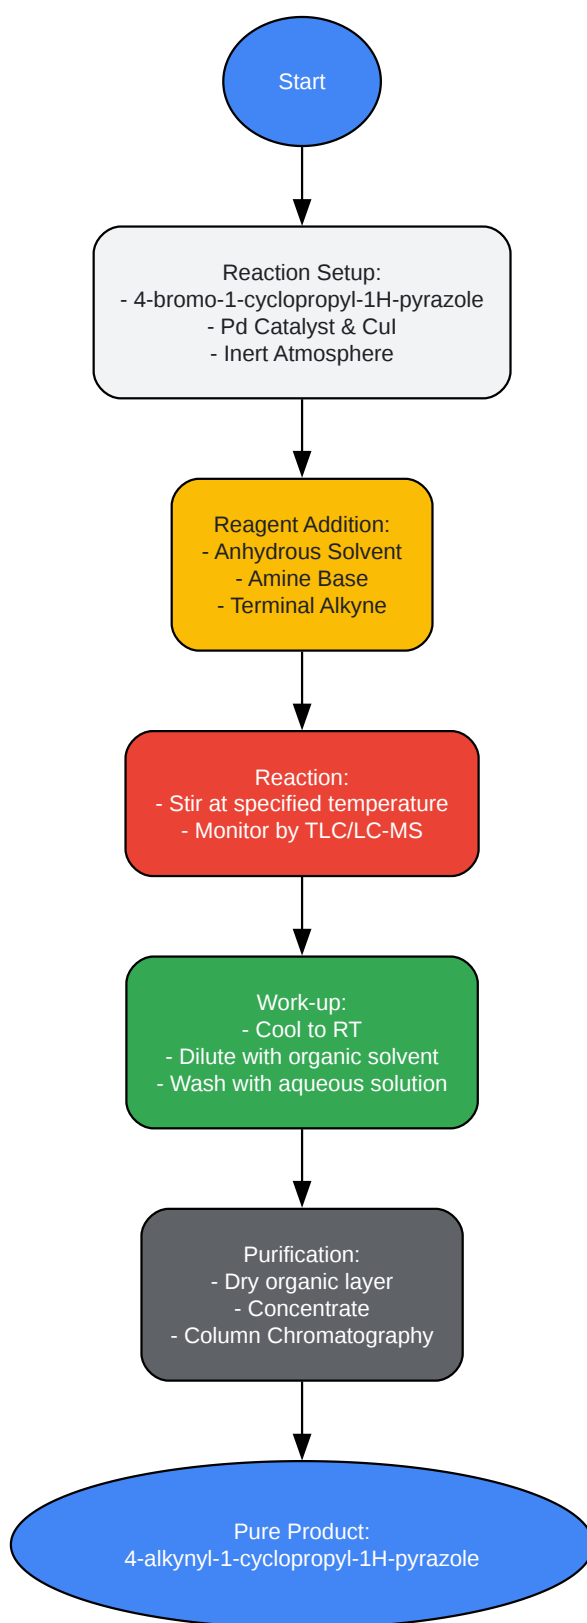 Start
Reaction Setup:
- 4-bromo-1-cyclopropyl-1H-pyrazole
- Pd Catalyst & CuI
- Inert Atmosphere
Reagent Addition:
- Anhydrous Solvent
- Amine Base
- Terminal Alkyne
Reaction:
- Stir at specified temperature
- Monitor by TLC/LC-MS
Work-up:
- Cool to RT
- Dilute with organic solvent
- Wash with aqueous solution
Purification:
- Dry organic layer
- Concentrate
- Column Chromatography
Pure Product:
4-alkynyl-1-cyclopropyl-1H-pyrazole